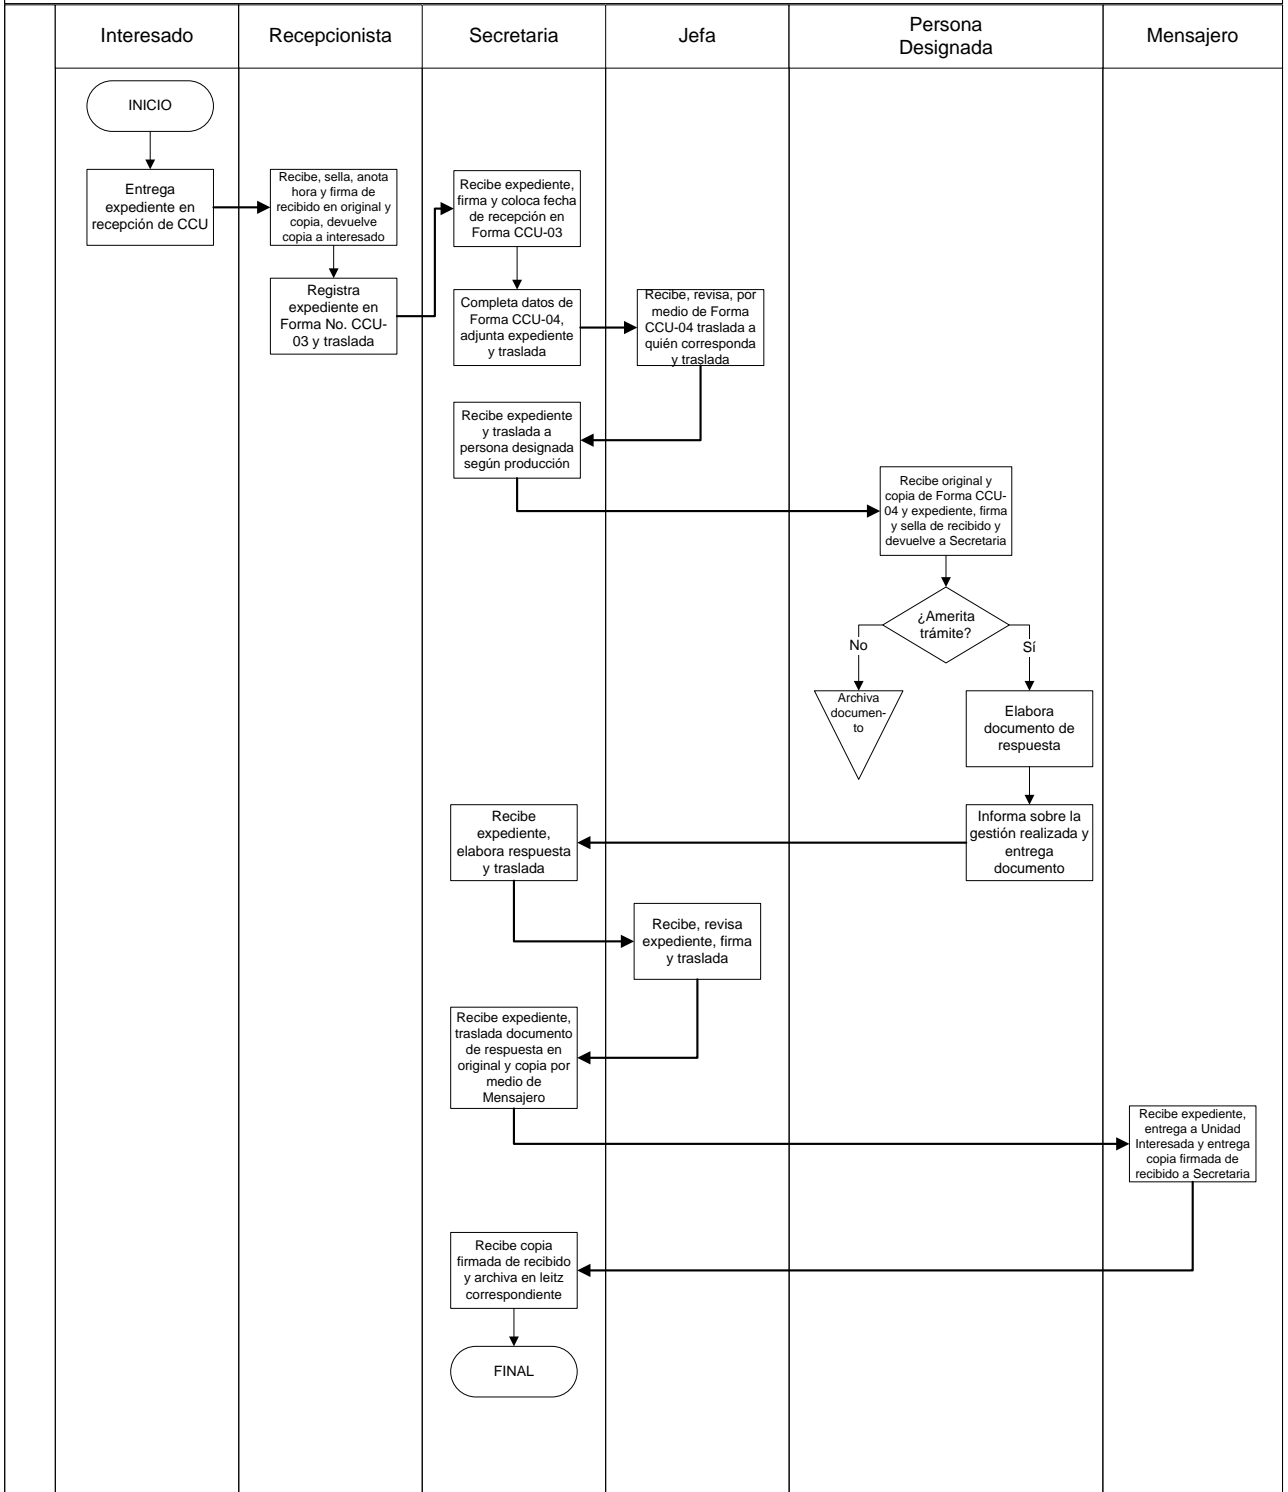 Interesado
Recepcionista
Secretaria
Jefa
Persona
Designada
Mensajero
INICIO
Entrega
expediente en
recepción de CCU
Recibe, sella, anota
hora y firma de
recibido en original y
copia, devuelve
copia a interesado
Registra
expediente en
Forma No. CCU-
03 y traslada
Recibe expediente,
firma y coloca fecha
de recepción en
Forma CCU-03
Completa datos de
Forma CCU-04,
adjunta expediente
y traslada
Recibe, revisa, por
medio de Forma
CCU-04 traslada a
quién corresponda
y traslada
Recibe expediente
y traslada a
persona designada
según producción
Recibe original y
copia de Forma CCU-
04 y expediente, firma
y sella de recibido y
devuelve a Secretaria
¿Amerita
trámite?
No
Sí
Archiva
documen-
to
Elabora
documento de
respuesta
Informa sobre la
gestión realizada y
entrega
documento
Recibe
expediente,
elabora respuesta
y traslada
Recibe, revisa
expediente, firma
y traslada
Recibe expediente,
traslada documento
de respuesta en
original y copia por
medio de
Mensajero
Recibe expediente,
entrega a Unidad
Interesada y entrega
copia firmada de
recibido a Secretaria
Recibe copia
firmada de recibido
y archiva en leitz
correspondiente
FINAL